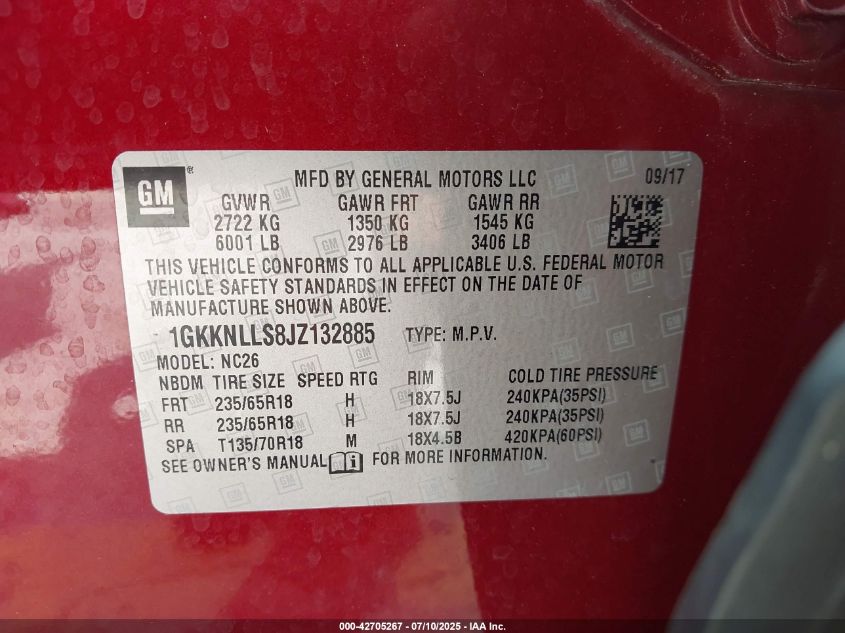 GM ®
MFD BY GENERAL MOTORS LLC 09/17
GVWR GAWR FRT GAWR RR
2722 KG 1350 KG 1545 KG
6001 LB 2976 LB 3406 LB
THIS VEHICLE CONFORMS TO ALL APPLICABLE U.S. FEDERAL MOTOR
VEHICLE SAFETY STANDARDS IN EFFECT ON THE DATE OF
MANUFACTURE SHOWN ABOVE.
1GKKNLLS8JZ132885 TYPE: M.P.V.
MODEL: NC26
NBDM TIRE SIZE SPEED RTG RIM COLD TIRE PRESSURE
FRT 235/65R18 H 18X7.5J 240KPA(35PSI)
RR 235/65R18 H 18X7.5J 240KPA(35PSI)
SPA T135/70R18 M 18X4.5B 420KPA(60PSI)
SEE OWNER'S MANUAL FOR MORE INFORMATION.
000-42705267 - 07/10/2025 - IAA Inc.